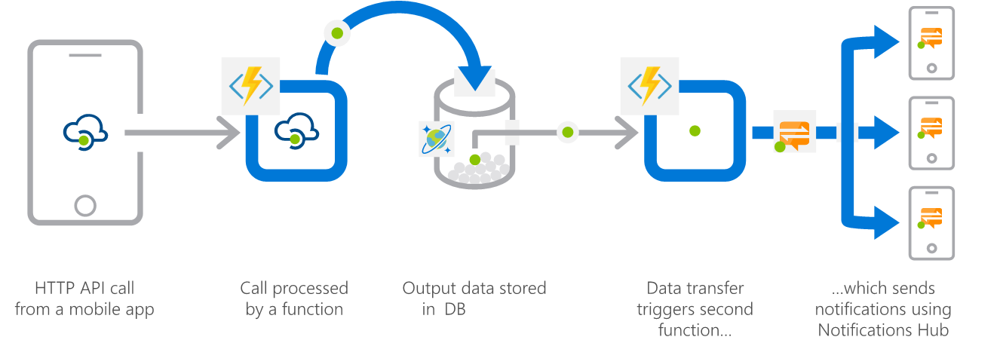 HTTP API call
from a mobile app
Call processed
by a function
Output data stored
in  DB
Data transfer
triggers second
function...
...which sends
notifications using
Notifications Hub